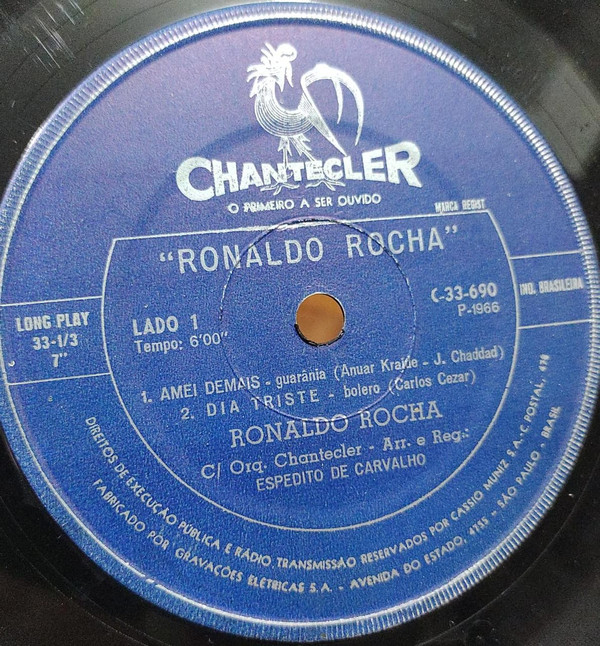 CHANTECLER
O PRIMEIRO A SER OUVIDO
MARCA REGIST
"RONALDO ROCHA"
LONG PLAY
33-1/3
7"
LADO 1
Tempo: 6'00"
C-33-690
P-1966
IND. BRASILEIRA
1. AMEI DEMAIS - guarânia (Anuar Kraide - J. Chaddad)
2. DIA TRISTE - bolero (Carlos Cezar)
RONALDO ROCHA
C/ Orq. Chantecler - Arr. e Reg.:
ESPEDITO DE CARVALHO
DIREITOS DE EXECUÇÃO PÚBLICA E RÁDIO TRANSMISSÃO RESERVADOS POR CASSIO MUNIZ S.A. - C. POSTAL, 478
FABRICADO POR GRAVAÇÕES ELÉTRICAS S.A. - AVENIDA DO ESTADO, 4755 - SÃO PAULO - BRASIL